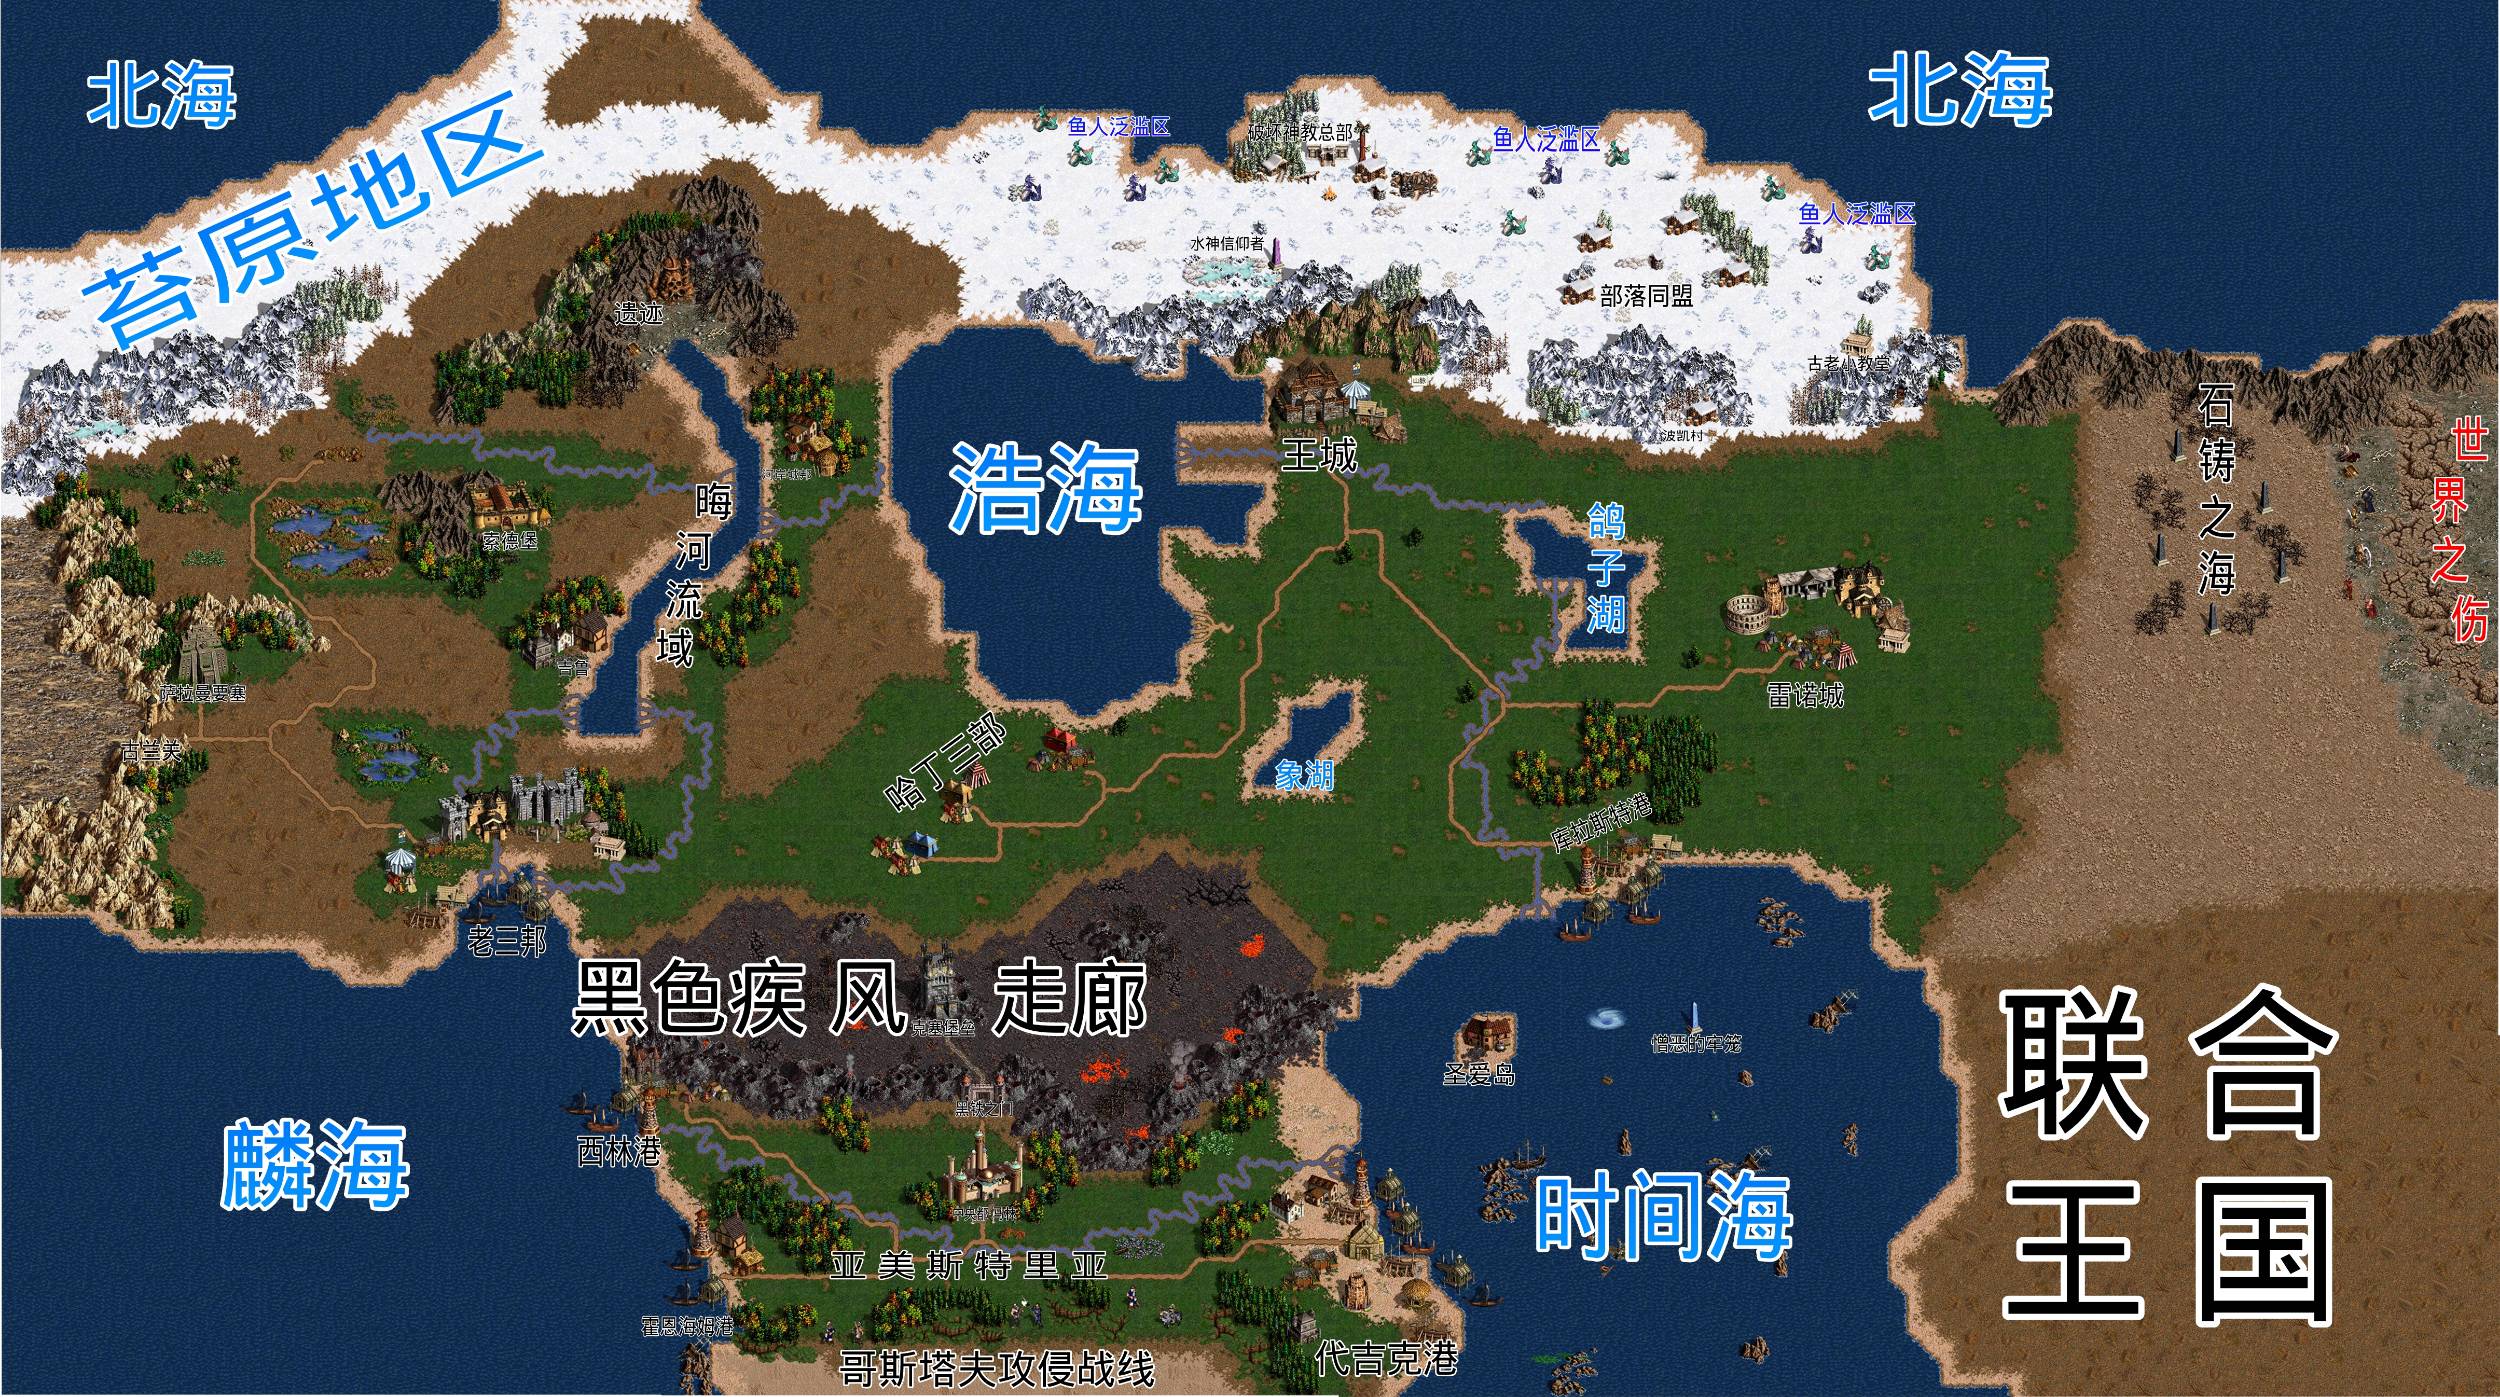 北海
北海
苔原地区
鱼人泛滥区
破坏神教总部
鱼人泛滥区
鱼人泛滥区
水神信仰者
部落同盟
遗迹
古老小教堂
石铸之海
世界之伤
波凯村
王城
河岸城邦
浩海
晦河流域
索德堡
鸽子湖
吉鲁
萨拉曼要塞
雷诺城
古兰关
哈丁三部
象湖
库拉斯特港
老三邦
黑色疾风 走廊
克塞堡垒
憎恶的牢笼
圣爱岛
联合
王国
黑铁之门
西林港
麟海
时间海
亚美斯特里亚
霍恩海姆港
代吉克港
哥斯塔夫攻侵战线